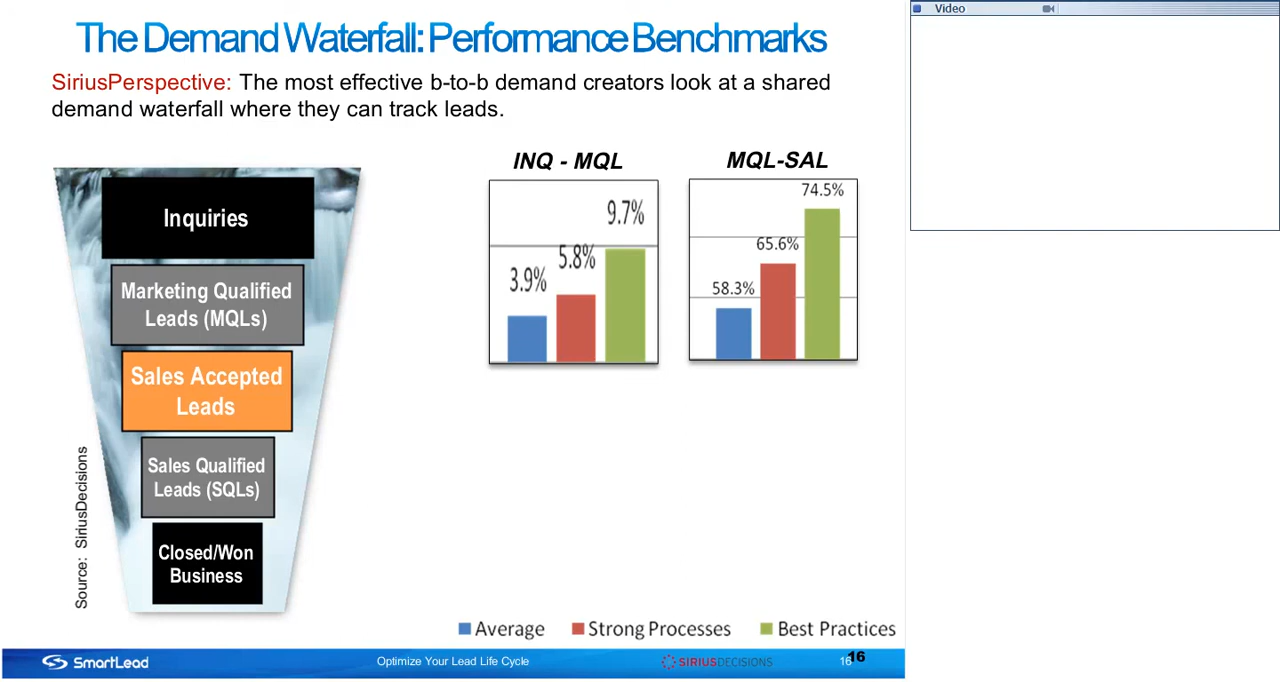 The Demand Waterfall: Performance Benchmarks
Video
SiriusPerspective: The most effective b-to-b demand creators look at a shared
demand waterfall where they can track leads.
Inquiries
Marketing Qualified
Leads (MQLs)
Sales Accepted
Leads
Sales Qualified
Leads (SQLs)
Closed/Won
Business
Source: SiriusDecisions
INQ - MQL
3.9%
5.8%
9.7%
MQL-SAL
58.3%
65.6%
74.5%
Average
Strong Processes
Best Practices
SMARTLEAD
Optimize Your Lead Life Cycle
SIRIUSDECISIONS
16
16